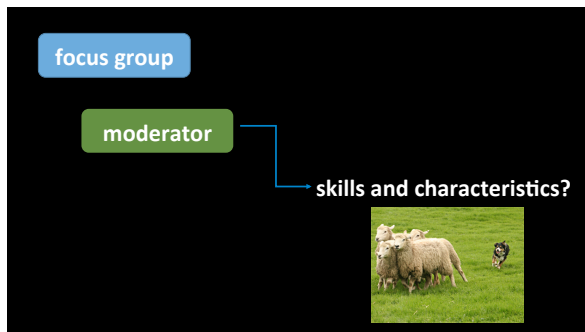 focus group
moderator
skills and characteristics?